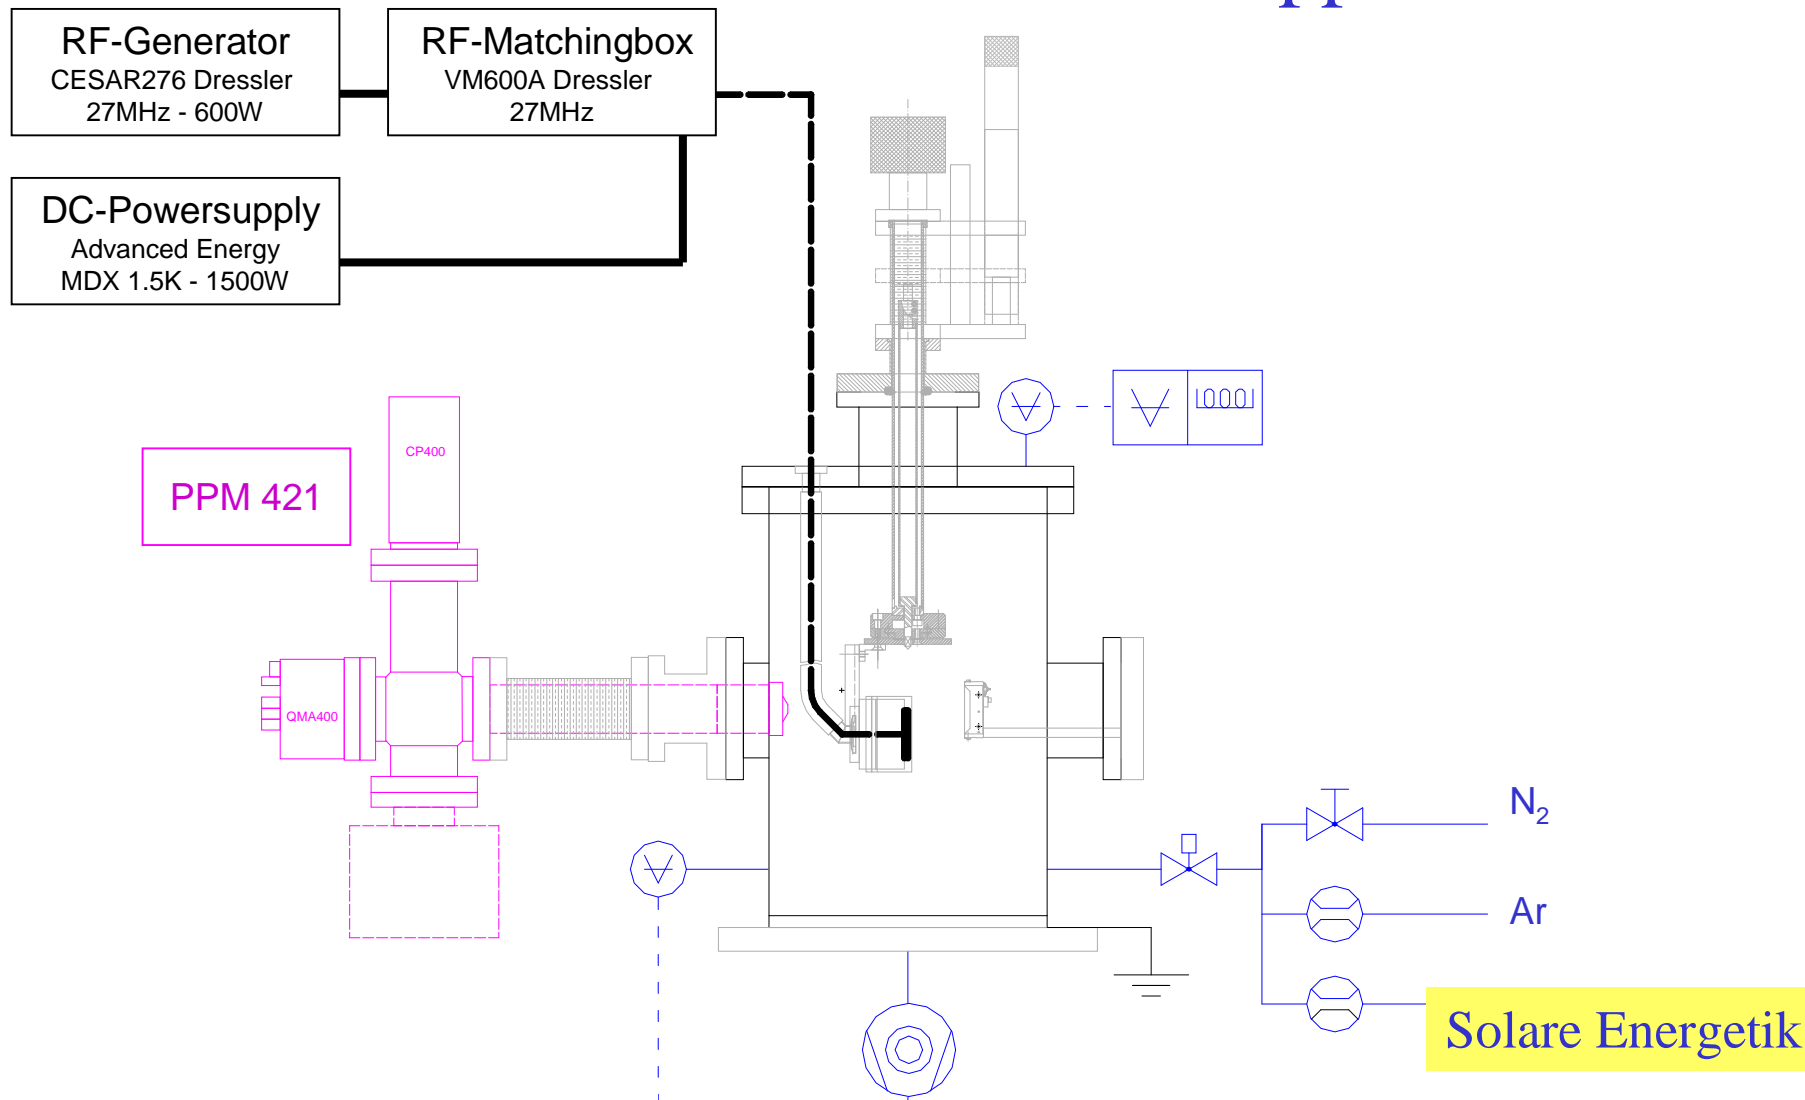 RF-Generator
CESAR276 Dressler
27MHz - 600W
RF-Matchingbox
VM600A Dressler
27MHz
DC-Powersupply
Advanced Energy
MDX 1.5K - 1500W
PPM 421
CP400
QMA400
N₂
Ar
Solare Energetik